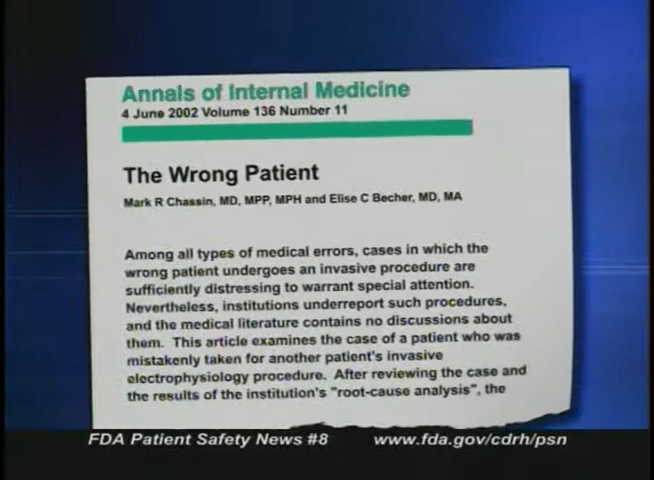 Annals of Internal Medicine
4 June 2002 Volume 136 Number 11
The Wrong Patient
Mark R Chassin, MD, MPP, MPH and Elise C Becher, MD, MA
Among all types of medical errors, cases in which the
wrong patient undergoes an invasive procedure are
sufficiently distressing to warrant special attention.
Nevertheless, institutions underreport such procedures,
and the medical literature contains no discussions about
them. This article examines the case of a patient who was
mistakenly taken for another patient's invasive
electrophysiology procedure. After reviewing the case and
the results of the institution's "root-cause analysis", the
FDA Patient Safety News #8 www.fda.gov/cdrh/psn